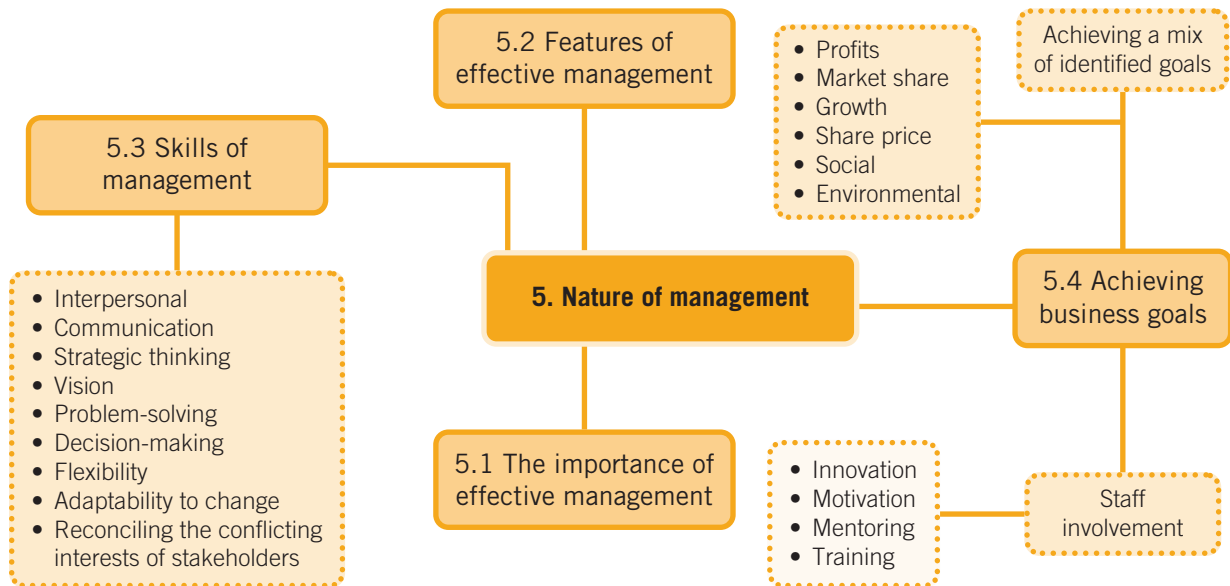 5.2 Features of
effective management
• Profits
• Market share
• Growth
• Share price
• Social
• Environmental
Achieving a mix
of identified goals
5.3 Skills of
management
• Interpersonal
• Communication
• Strategic thinking
• Vision
• Problem-solving
• Decision-making
• Flexibility
• Adaptability to change
• Reconciling the conflicting
interests of stakeholders
5. Nature of management
5.4 Achieving
business goals
5.1 The importance of
effective management
• Innovation
• Motivation
• Mentoring
• Training
Staff
involvement